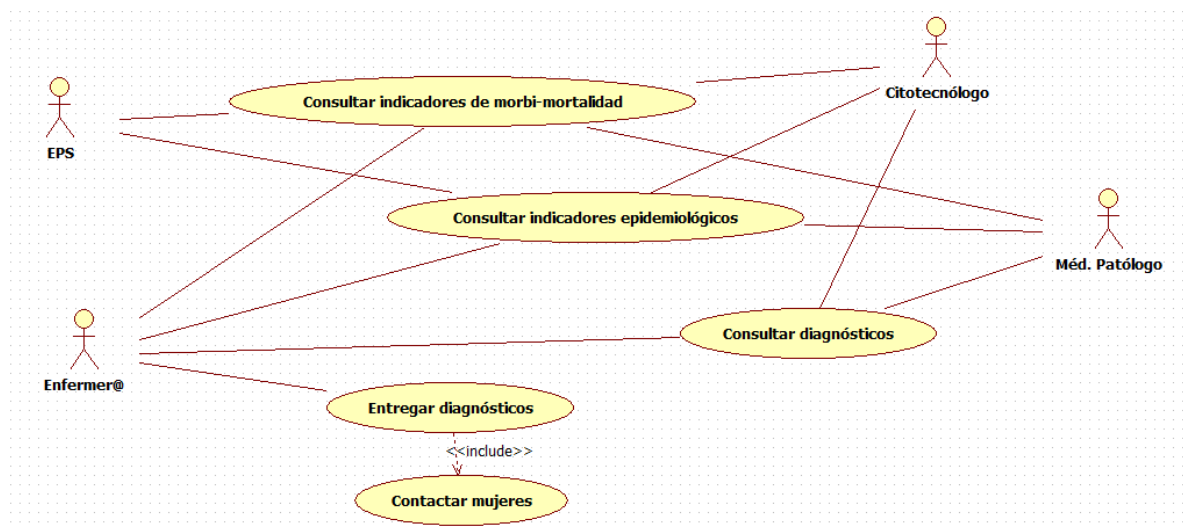 Citotecnólogo
Consultar indicadores de morbi-mortalidad
EPS
Consultar indicadores epidemiológicos
Méd. Patólogo
Consultar diagnósticos
Enfermer@
Entregar diagnósticos
<<include>>
Contactar mujeres